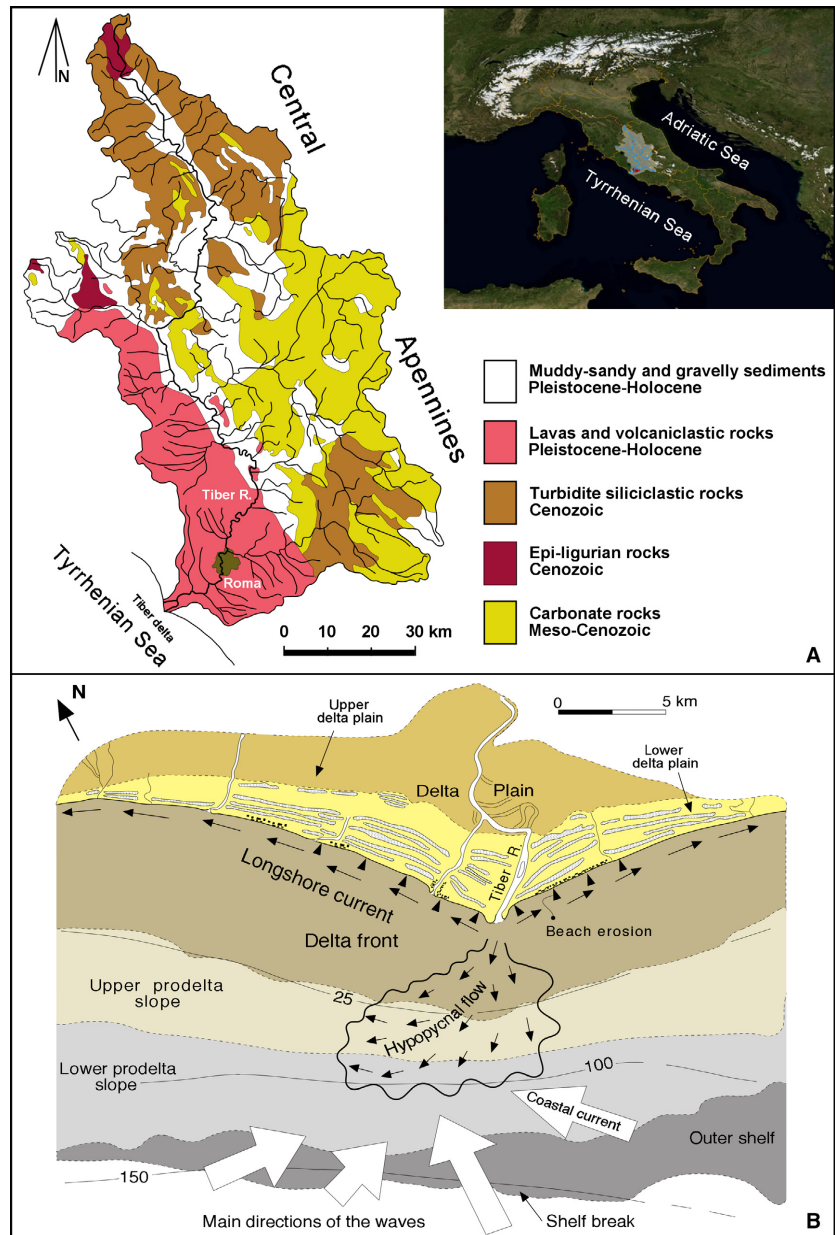 N
Central
Apennines
Adriatic Sea
Tyrrhenian Sea
Muddy-sandy and gravelly sediments
Pleistocene-Holocene
Lavas and volcaniclastic rocks
Pleistocene-Holocene
Turbidite siliciclastic rocks
Cenozoic
Epi-ligurian rocks
Cenozoic
Carbonate rocks
Meso-Cenozoic
Tiber R.
Roma
Tyrrhenian Sea
Tiber delta
0 10 20 30 km
A
N
Upper
delta plain
0 5 km
Lower
delta plain
Delta Plain
Tiber R.
Longshore current
Beach erosion
Delta front
Upper prodelta
slope
25
Hypopycnal flow
Lower prodelta
slope
100
Coastal current
Outer shelf
150
Main directions of the waves
Shelf break
B